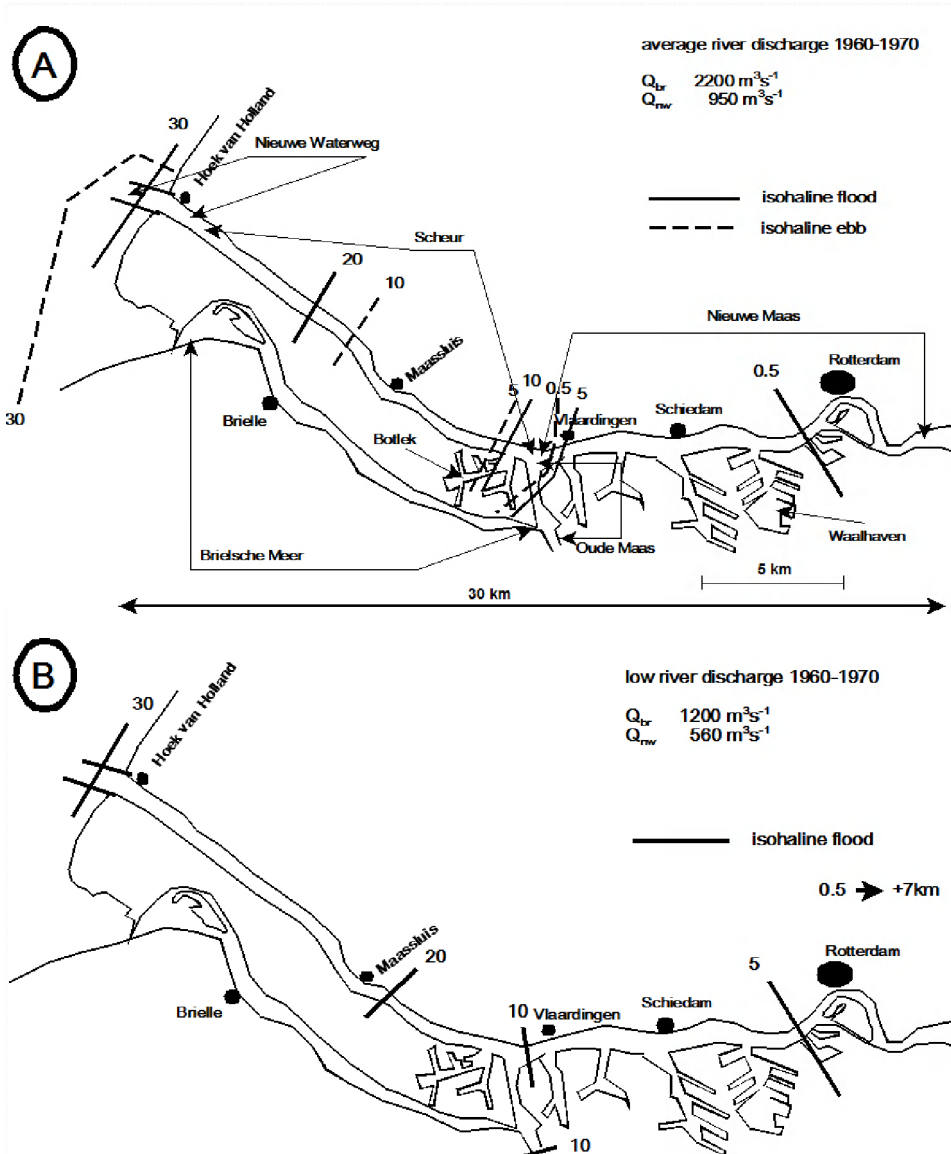 A
average river discharge 1960-1970
Qbr 2200 m³s⁻¹
Qnw 950 m³s⁻¹
30
Hoek van Holland
Nieuwe Waterweg
isohaline flood
isohaline ebb
Scheur
20
10
Nieuwe Maas
Maassluis
Rotterdam
0.5
5
10
0.5
5
30
Brielle
Vlaardingen
Schiedam
Botlek
Brielsche Meer
Oude Maas
Waalhaven
5 km
30 km
B
low river discharge 1960-1970
Qbr 1200 m³s⁻¹
Qnw 560 m³s⁻¹
30
Hoek van Holland
isohaline flood
0.5 → +7km
Maassluis
20
5
Rotterdam
Brielle
10
Vlaardingen
Schiedam
10